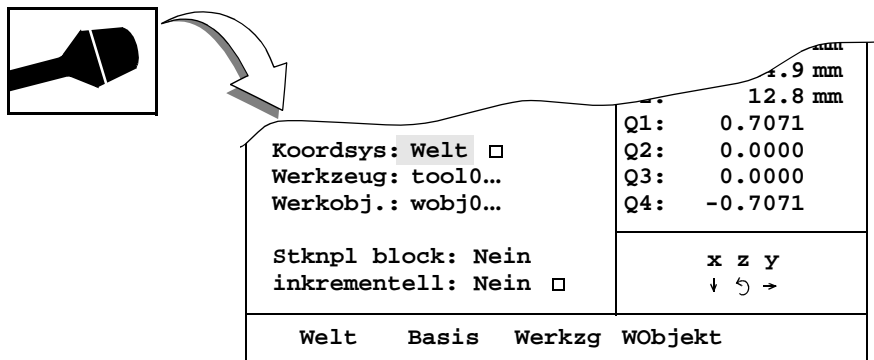 4.9 mm
12.8 mm
Q1: 0.7071
Koordsys: Welt Q2: 0.0000
Werkzeug: tool0... Q3: 0.0000
Werkobj.: wobj0... Q4: -0.7071
Stknpl block: Nein x z y
inkrementell: Nein
Welt Basis Werkzg WObjekt